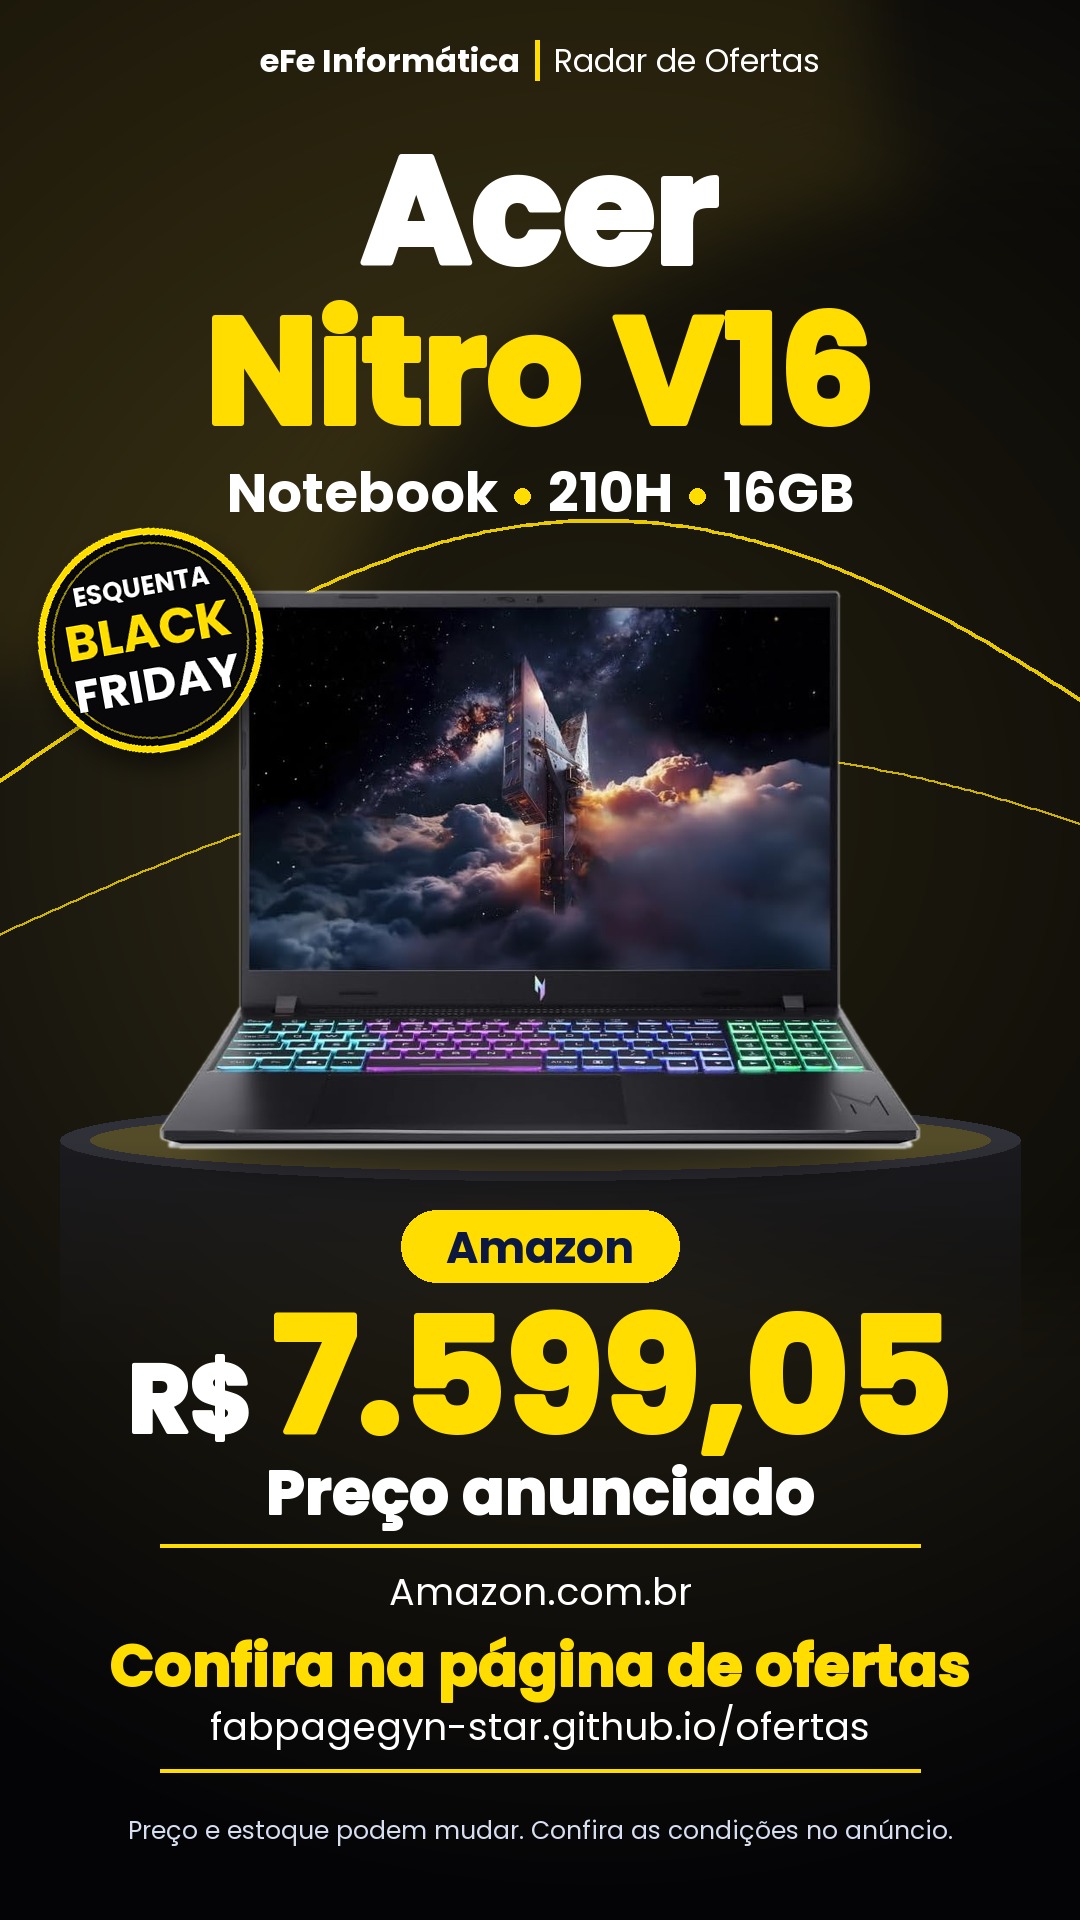 eFe Informática | Radar de Ofertas
Acer
Nitro V16
Notebook • 210H • 16GB
ESQUENTA
BLACK
FRIDAY
Amazon
R$ 7.599,05
Preço anunciado
Amazon.com.br
Confira na página de ofertas
fabpagegyn-star.github.io/ofertas
Preço e estoque podem mudar. Confira as condições no anúncio.